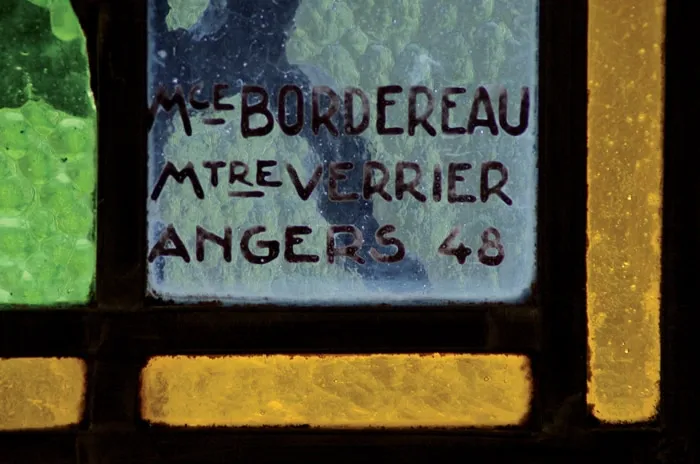 MCE BORDEREAU
MTRE VERRIER
ANGERS 48